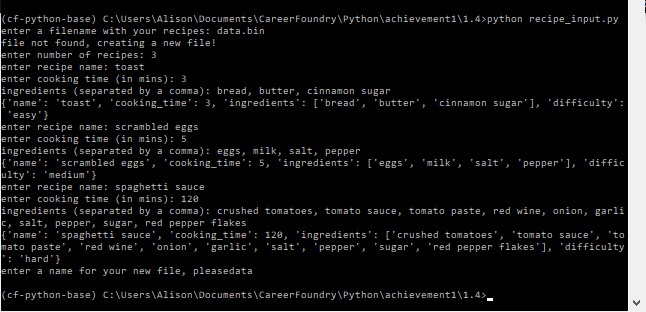 (cf-python-base) C:\Users\Alison\Documents\CareerFoundry\Python\achievement1\1.4>python recipe_input.py
enter a filename with your recipes: data.bin
file not found, creating a new file!
enter number of recipes: 3
enter recipe name: toast
enter cooking time (in mins): 3
ingredients (separated by a comma): bread, butter, cinnamon sugar
{'name': 'toast', 'cooking_time': 3, 'ingredients': ['bread', 'butter', 'cinnamon sugar'], 'difficulty':
 'easy'}
enter recipe name: scrambled eggs
enter cooking time (in mins): 5
ingredients (separated by a comma): eggs, milk, salt, pepper
{'name': 'scrambled eggs', 'cooking_time': 5, 'ingredients': ['eggs', 'milk', 'salt', 'pepper'], 'diffic
ulty': 'medium'}
enter recipe name: spaghetti sauce
enter cooking time (in mins): 120
ingredients (separated by a comma): crushed tomatoes, tomato sauce, tomato paste, red wine, onion, garli
c, salt, pepper, sugar, red pepper flakes
{'name': 'spaghetti sauce', 'cooking_time': 120, 'ingredients': ['crushed tomatoes', 'tomato sauce', 'to
mato paste', 'red wine', 'onion', 'garlic', 'salt', 'pepper', 'sugar', 'red pepper flakes'], 'difficulty
': 'hard'}
enter a name for your new file, pleasedata
(cf-python-base) C:\Users\Alison\Documents\CareerFoundry\Python\achievement1\1.4>